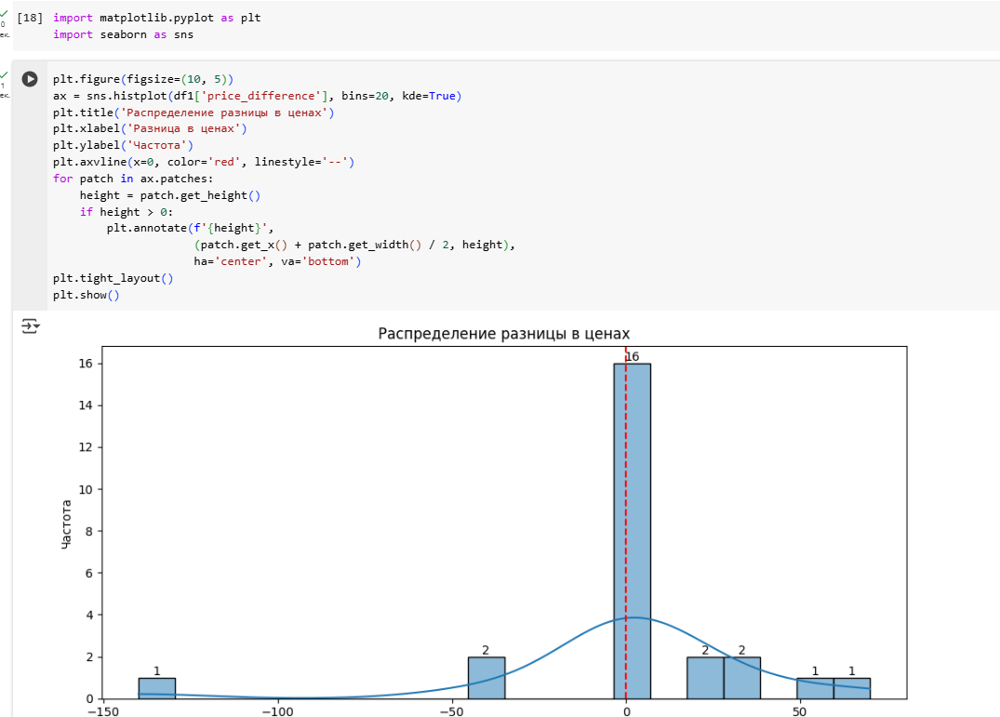 [18] import matplotlib.pyplot as plt
import seaborn as sns
0
ек.
plt.figure(figsize=(10, 5))
ax = sns.histplot(df1['price_difference'], bins=20, kde=True)
plt.title('Распределение разницы в ценах')
plt.xlabel('Разница в ценах')
plt.ylabel('Частота')
plt.axvline(x=0, color='red', linestyle='--')
for patch in ax.patches:
    height = patch.get_height()
    if height > 0:
        plt.annotate(f'{height}',
                    (patch.get_x() + patch.get_width() / 2, height),
                    ha='center', va='bottom')
plt.tight_layout()
plt.show()
1
ек.
Распределение разницы в ценах
16
14
12
10
8
6
4
2
0
Частота
1
2
16
2
2
1
1
−150
−100
−50
0
50